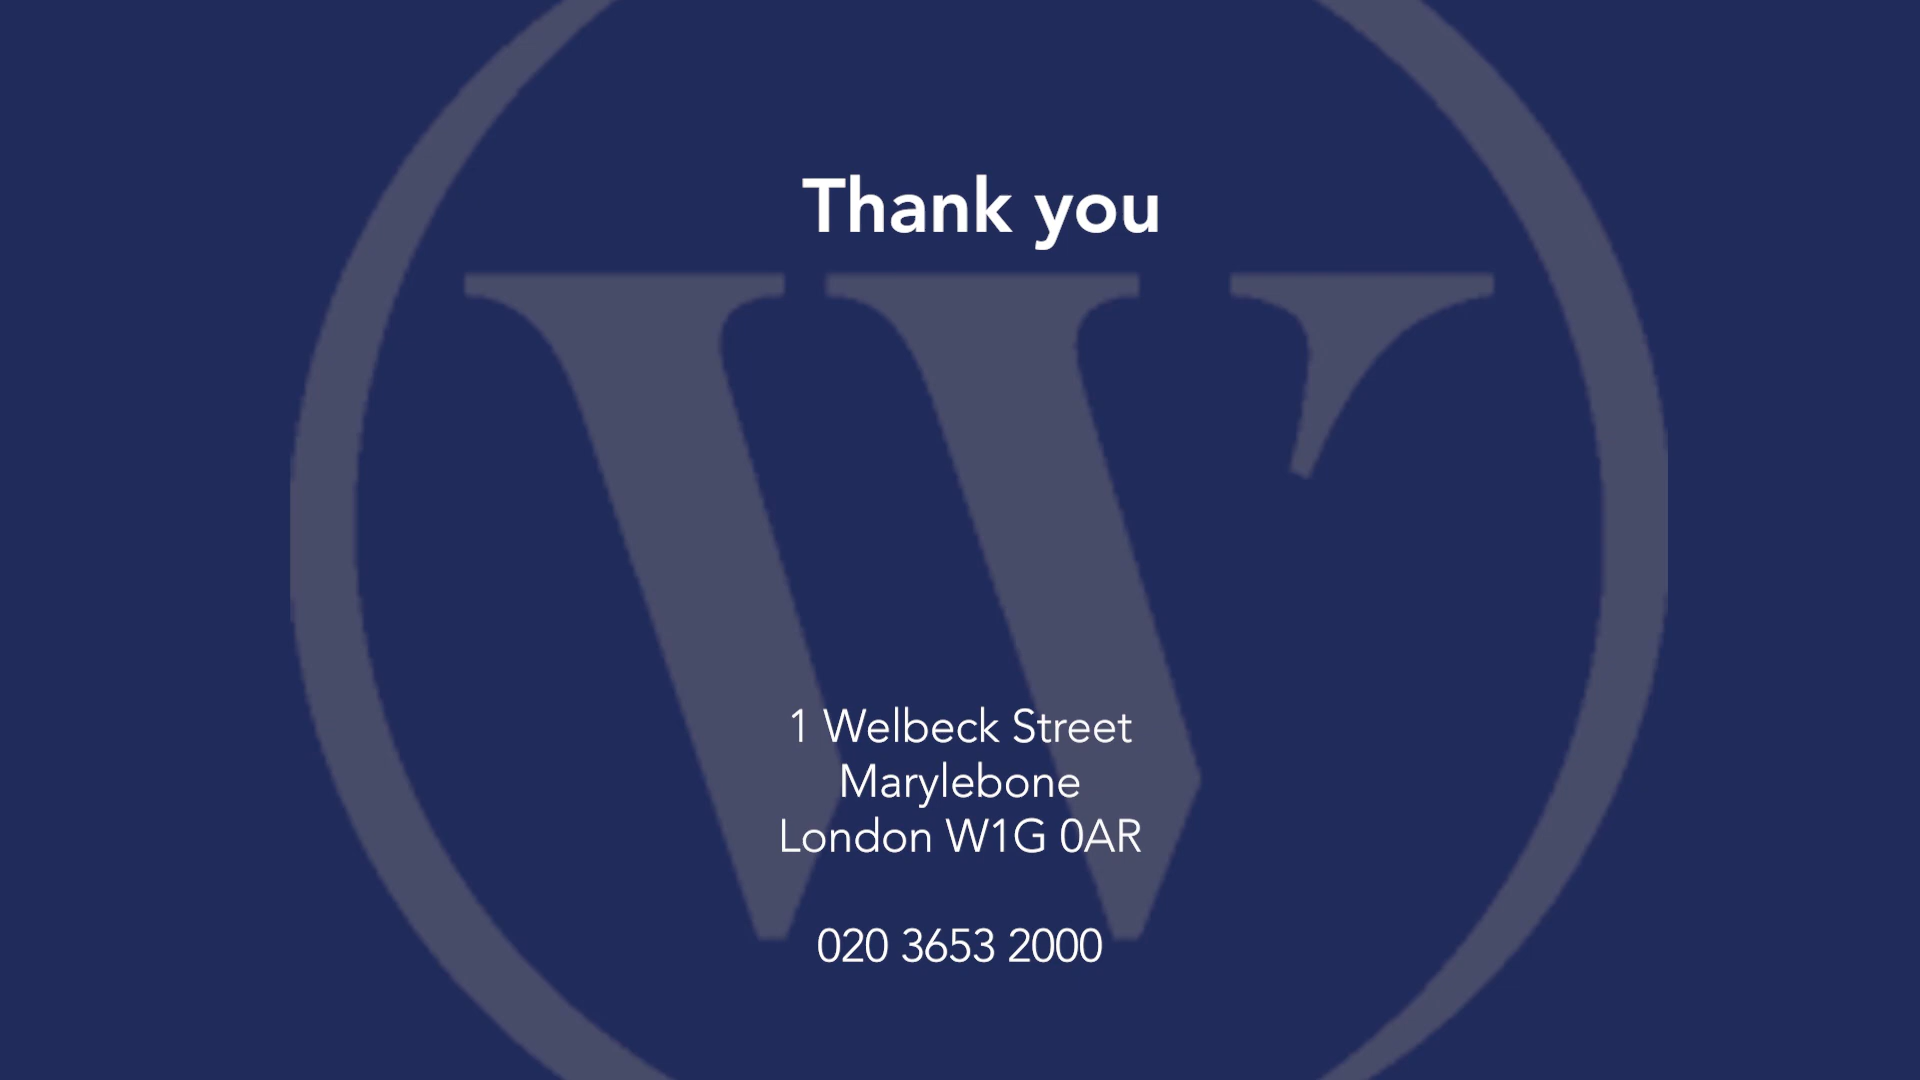 Thank you
W
1 Welbeck Street
Marylebone
London W1G 0AR
020 3653 2000